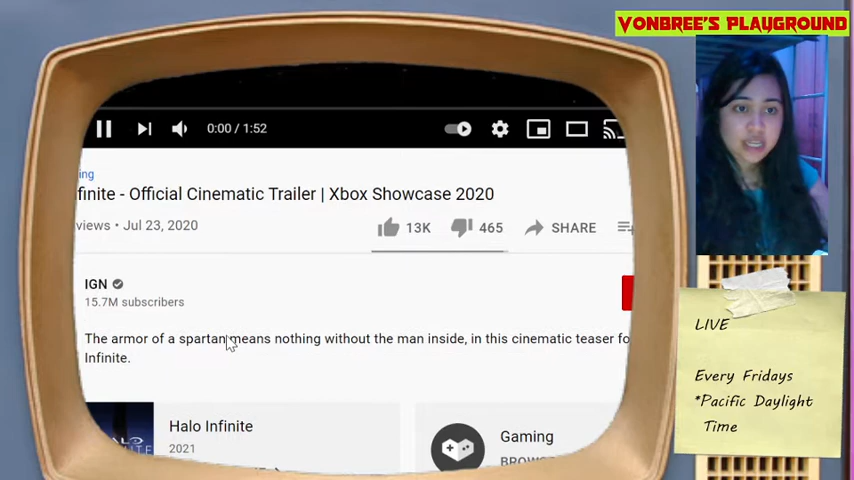 VONBREE'S PLAYGROUND
0:00 / 1:52
ing
finite - Official Cinematic Trailer | Xbox Showcase 2020
views • Jul 23, 2020
13K
465
SHARE
IGN
15.7M subscribers
The armor of a spartan means nothing without the man inside, in this cinematic teaser fo
Infinite.
Halo Infinite
2021
Gaming
BROWS
LIVE
Every Fridays
*Pacific Daylight
Time